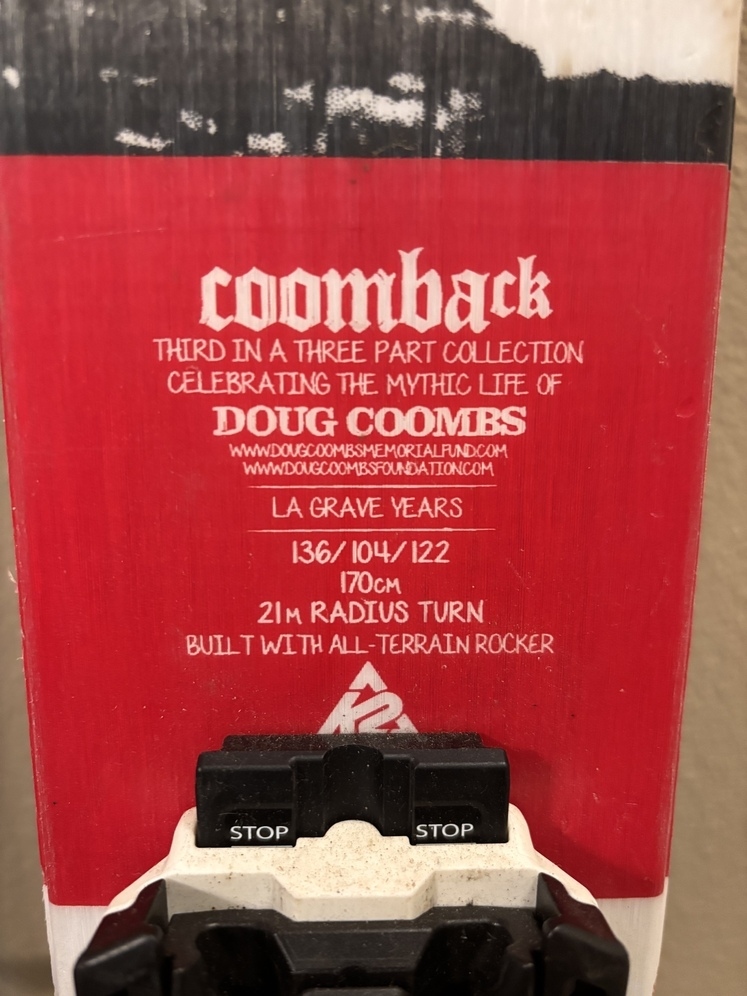 coomback
THIRD IN A THREE PART COLLECTION
CELEBRATING THE MYTHIC LIFE OF
DOUG COOMBS
WWW.DOUGCOOMBSMEMORIALFUND.COM
WWW.DOUGCOOMBSFOUNDATION.COM
LA GRAVE YEARS
136/104/122
170CM
21M RADIUS TURN
BUILT WITH ALL-TERRAIN ROCKER
K2
STOP STOP